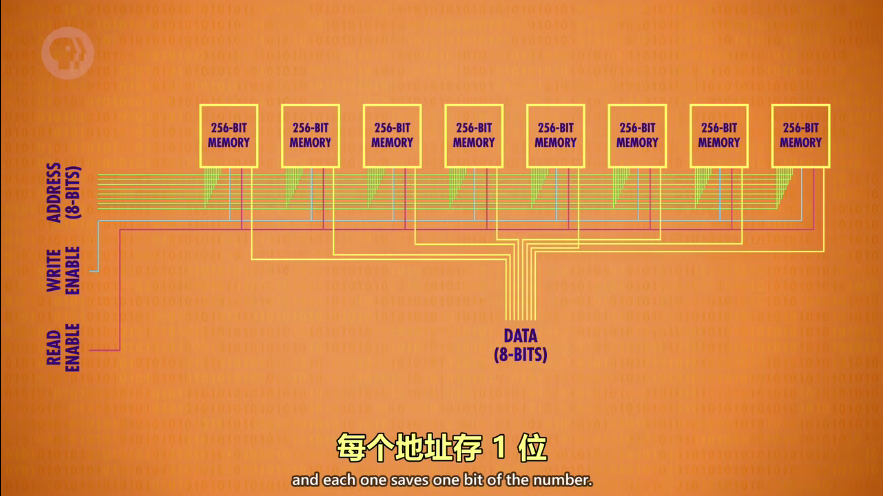 256-BIT
MEMORY
256-BIT
MEMORY
256-BIT
MEMORY
256-BIT
MEMORY
256-BIT
MEMORY
256-BIT
MEMORY
256-BIT
MEMORY
256-BIT
MEMORY
ADDRESS
(8-BITS)
WRITE
ENABLE
READ
ENABLE
DATA
(8-BITS)
每个地址存 1 位
and each one saves one bit of the number.